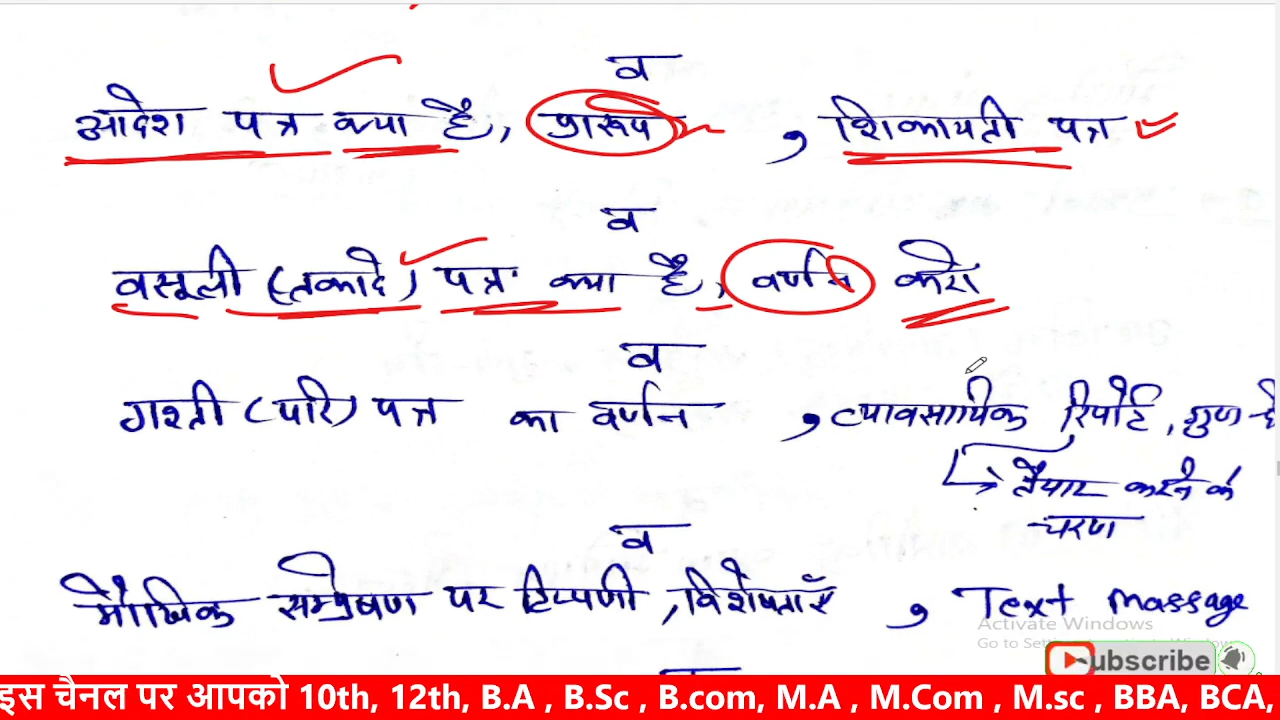 व
आदेश पत्र क्या है, प्रारूप , शिकायती पत्र
व
वसूली (तकादे) पत्र क्या है, वर्णन करो
व
गश्ती (परि) पत्र का वर्णन , व्यावसायिक रिपोर्ट, गुण
→ तैयार करने के
चरण
व
मौखिक सम्प्रेषण पर टिप्पणी, विशेषताएँ , Text Massage
Activate Windows
Subscribe
इस चैनल पर आपको 10th, 12th, B.A , B.Sc , B.com, M.A , M.Com , M.sc , BBA, BCA,